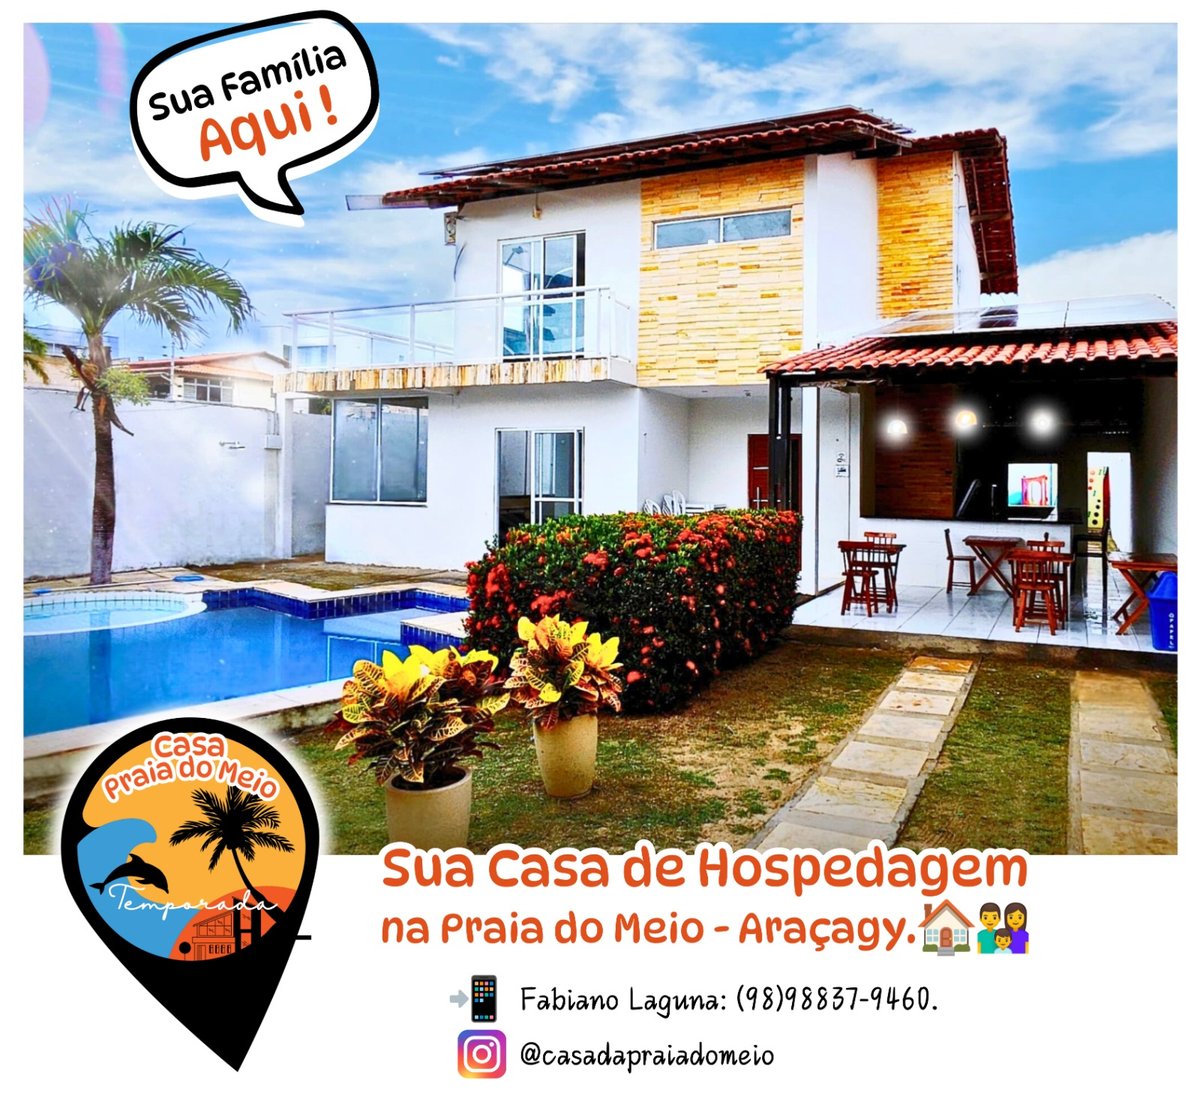 Sua Família
Aqui !
Casa
Praia do Meio
Temporada
PAPEL
Sua Casa de Hospedagem
na Praia do Meio - Araçagy.
Fabiano Laguna: (98)98837-9460.
@casadapraiadomeio